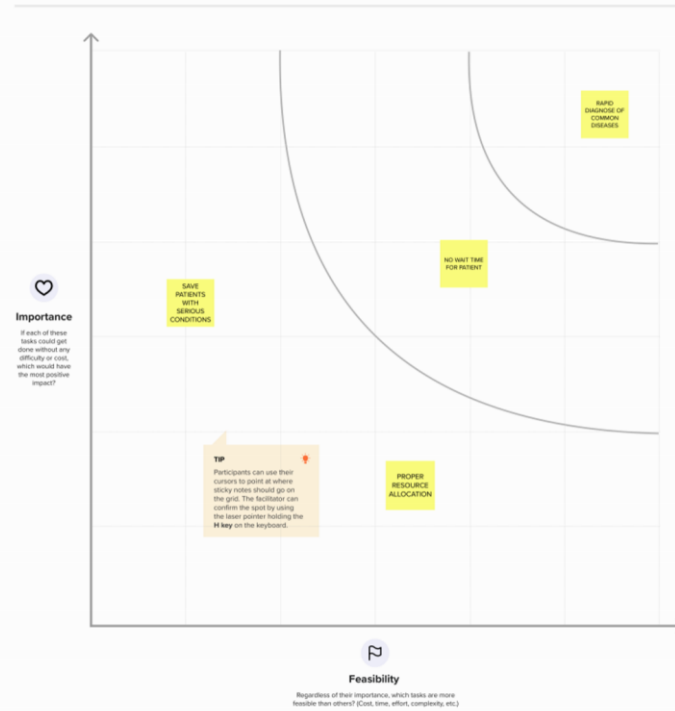 RAPID
DIAGNOSE OF
COMMON
DISEASES
NO WAIT TIME
FOR PATIENT
SAVE
PATIENTS
WITH
SERIOUS
CONDITIONS
Importance
If each of these
tasks could get
done without any
difficulty or cost,
which would have
the most positive
impact?
TIP
Participants can use their
cursors to point at where
sticky notes should go on
the grid. The facilitator can
confirm the spot by using
the laser pointer holding the
H key on the keyboard.
PROPER
RESOURCE
ALLOCATION
Feasibility
Regardless of their importance, which tasks are more
feasible than others? (Cost, time, effort, complexity, etc.)